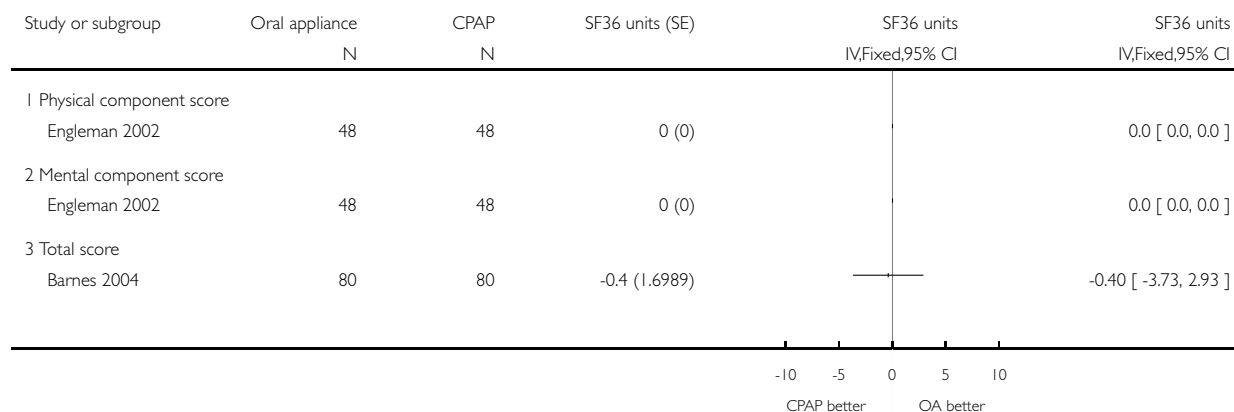 Study or subgroup Oral appliance CPAP SF36 units (SE) SF36 units SF36 units
N N IV,Fixed,95% CI IV,Fixed,95% CI
1 Physical component score
Engleman 2002 48 48 0 (0) 0.0 [ 0.0, 0.0 ]
2 Mental component score
Engleman 2002 48 48 0 (0) 0.0 [ 0.0, 0.0 ]
3 Total score
Barnes 2004 80 80 -0.4 (1.6989) -0.40 [ -3.73, 2.93 ]
-10 -5 0 5 10
CPAP better OA better